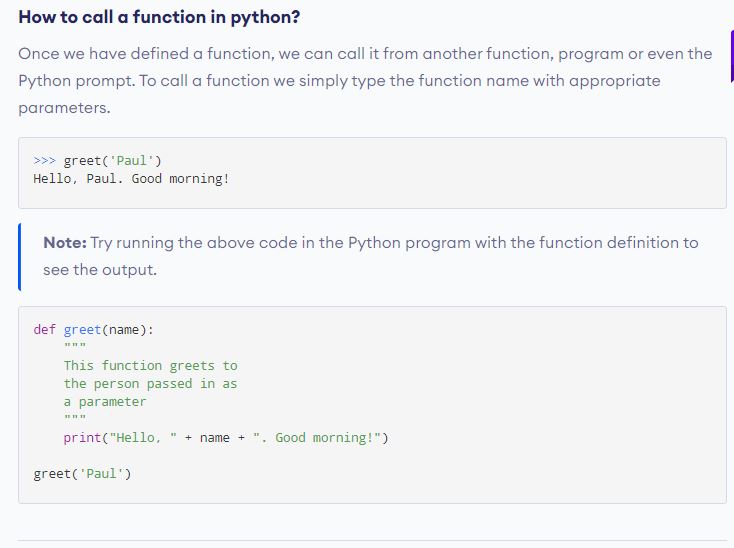 How to call a function in python?
Once we have defined a function, we can call it from another function, program or even the
Python prompt. To call a function we simply type the function name with appropriate
parameters.
>>> greet('Paul')
Hello, Paul. Good morning!
Note: Try running the above code in the Python program with the function definition to
see the output.
def greet(name):
    """
    This function greets to
    the person passed in as
    a parameter
    """
    print("Hello, " + name + ". Good morning!")
greet('Paul')